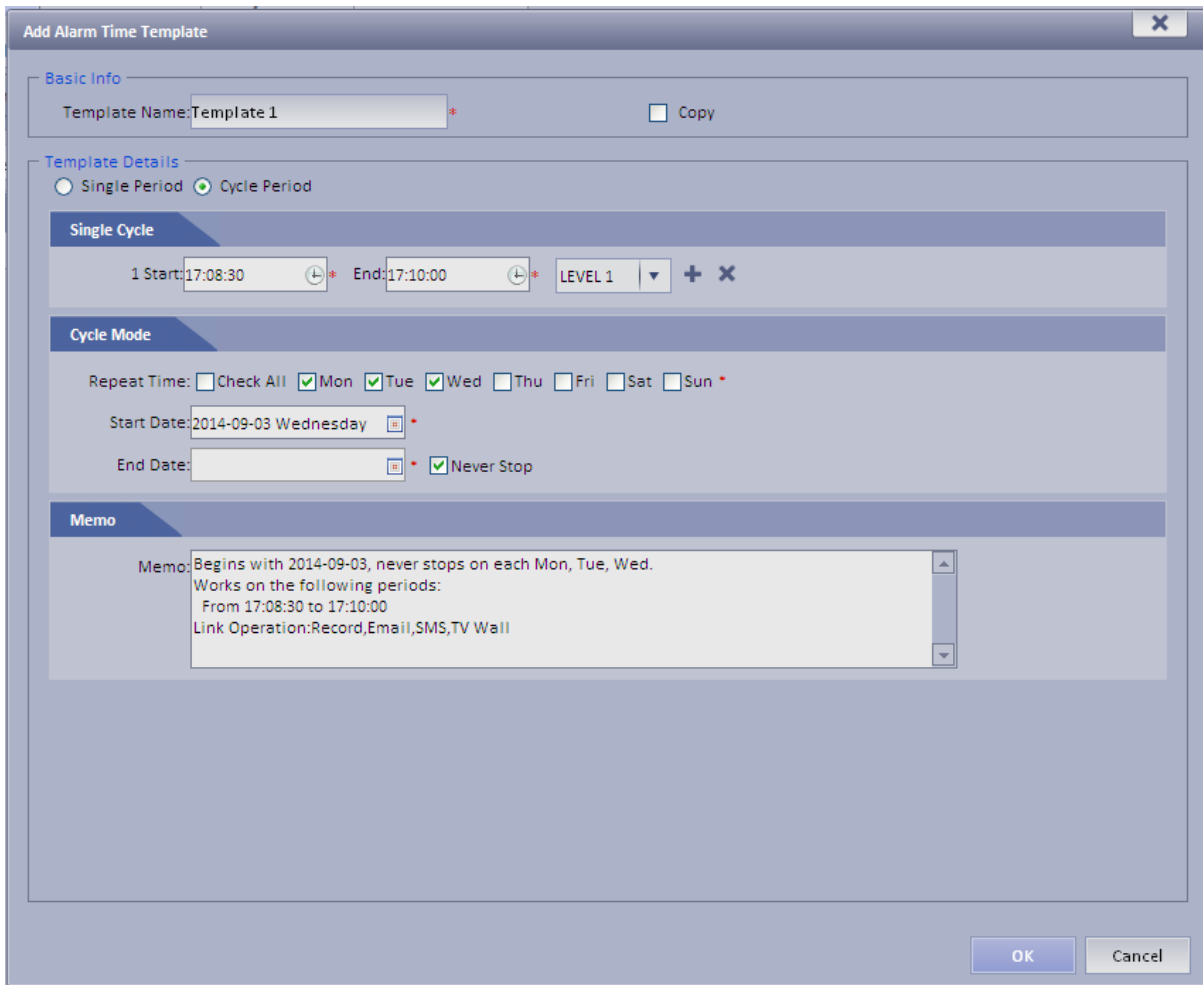 Add Alarm Time Template
Basic Info
Template Name: Template 1 * Copy
Template Details
Single Period Cycle Period
Single Cycle
1 Start: 17:08:30 * End: 17:10:00 * LEVEL 1
Cycle Mode
Repeat Time: Check All Mon Tue Wed Thu Fri Sat Sun *
Start Date: 2014-09-03 Wednesday *
End Date: * Never Stop
Memo
Memo: Begins with 2014-09-03, never stops on each Mon, Tue, Wed.
Works on the following periods:
From 17:08:30 to 17:10:00
Link Operation:Record,Email,SMS,TV Wall
OK Cancel